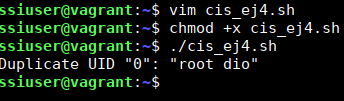 ssiuser@vagrant:~$ vim cis_ej4.sh
ssiuser@vagrant:~$ chmod +x cis_ej4.sh
ssiuser@vagrant:~$ ./cis_ej4.sh
Duplicate UID "0": "root dio"
ssiuser@vagrant:~$